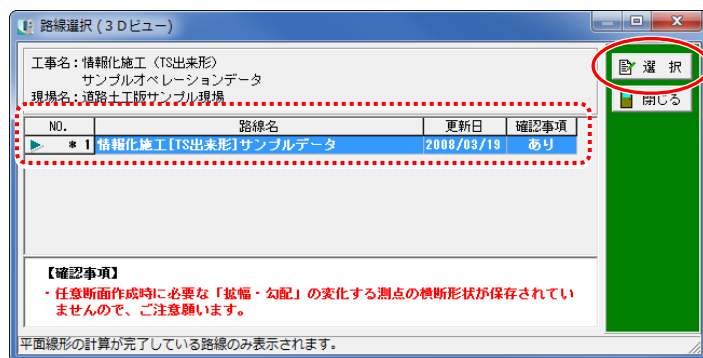 路線選択(3Dビュー)
工事名:情報化施工(TS出来形)
サンプルオペレーションデータ
現場名:道路土工版サンプル現場
選 択
閉じる
NO. 路線名 更新日 確認事項
* 1 情報化施工[TS出来形]サンプルデータ 2008/03/19 あり
【確認事項】
・任意断面作成時に必要な「拡幅・勾配」の変化する測点の横断形状が保存されてい
ませんので、ご注意願います。
平面線形の計算が完了している路線のみ表示されます。